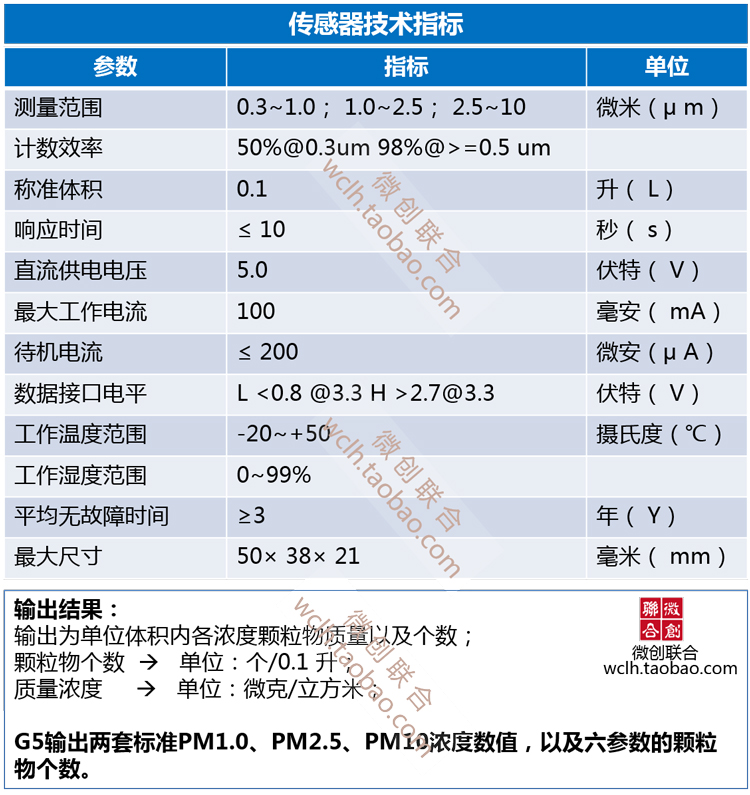 传感器技术指标
参数 指标 单位
测量范围 0.3~1.0； 1.0~2.5； 2.5~10 微米（μ m）
计数效率 50%@0.3um 98%@>=0.5 um
称准体积 0.1 升（ L）
响应时间 ≤ 10 秒（ s）
直流供电电压 5.0 伏特（ V）
最大工作电流 100 毫安（ mA）
待机电流 ≤ 200 微安（μ A）
数据接口电平 L <0.8 @3.3 H >2.7@3.3 伏特（ V）
工作温度范围 -20~+50 摄氏度（℃）
工作湿度范围 0~99%
平均无故障时间 ≥3 年（ Y）
最大尺寸 50× 38× 21 毫米（ mm）
微创联合
wclh.taobao.com
微创联合
wclh.taobao.com
输出结果：
输出为单位体积内各浓度颗粒物质量以及个数；
颗粒物个数 → 单位：个/0.1 升；
质量浓度 → 单位：微克/立方米；
G5输出两套标准PM1.0、PM2.5、PM10浓度数值，以及六参数的颗粒
物个数。
微创联合
wclh.taobao.com
聯微
合創
微创联合
wclh.taobao.com